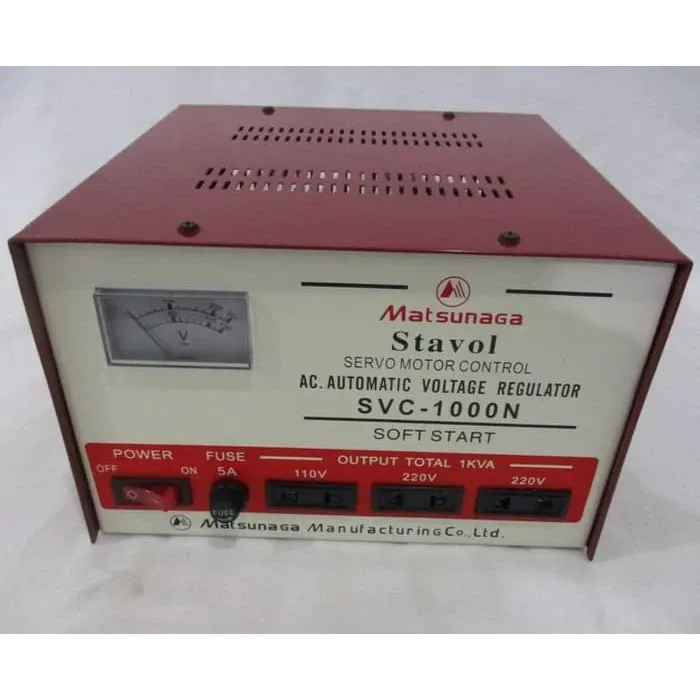 Matsunaga
Stavol
SERVO MOTOR CONTROL
AC. AUTOMATIC VOLTAGE REGULATOR
SVC-1000N
SOFT START
V
POWER
OFF
ON
FUSE
5A
FUSE
OUTPUT TOTAL 1KVA
110V
220V
220V
Matsunaga Manufacturing Co., Ltd.